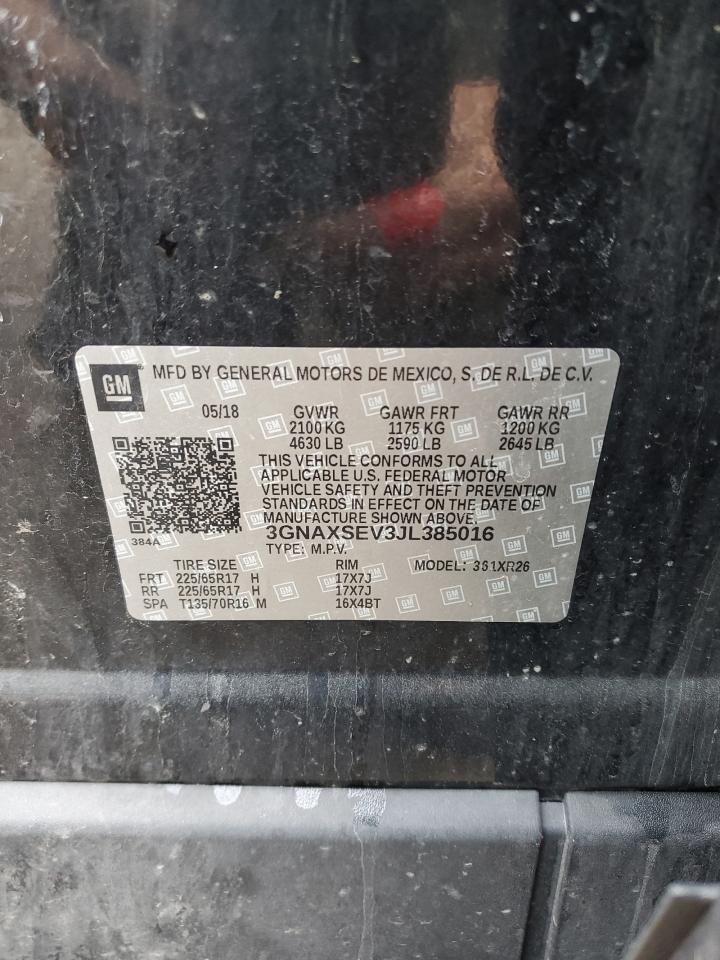 GM MFD BY GENERAL MOTORS DE MEXICO, S. DE R.L. DE C.V.
05/18 GVWR GAWR FRT GAWR RR
2100 KG 1175 KG 1200 KG
4630 LB 2590 LB 2645 LB
THIS VEHICLE CONFORMS TO ALL
APPLICABLE U.S. FEDERAL MOTOR
VEHICLE SAFETY AND THEFT PREVENTION
STANDARDS IN EFFECT ON THE DATE OF
MANUFACTURE SHOWN ABOVE.
384A 3GNAXSEV3JL385016
TYPE: M.P.V. MODEL:
TIRE SIZE RIM
FRT 225/65R17 H 17X7J
RR 225/65R17 H 17X7J
SPA T135/70R16 M 16X4BT